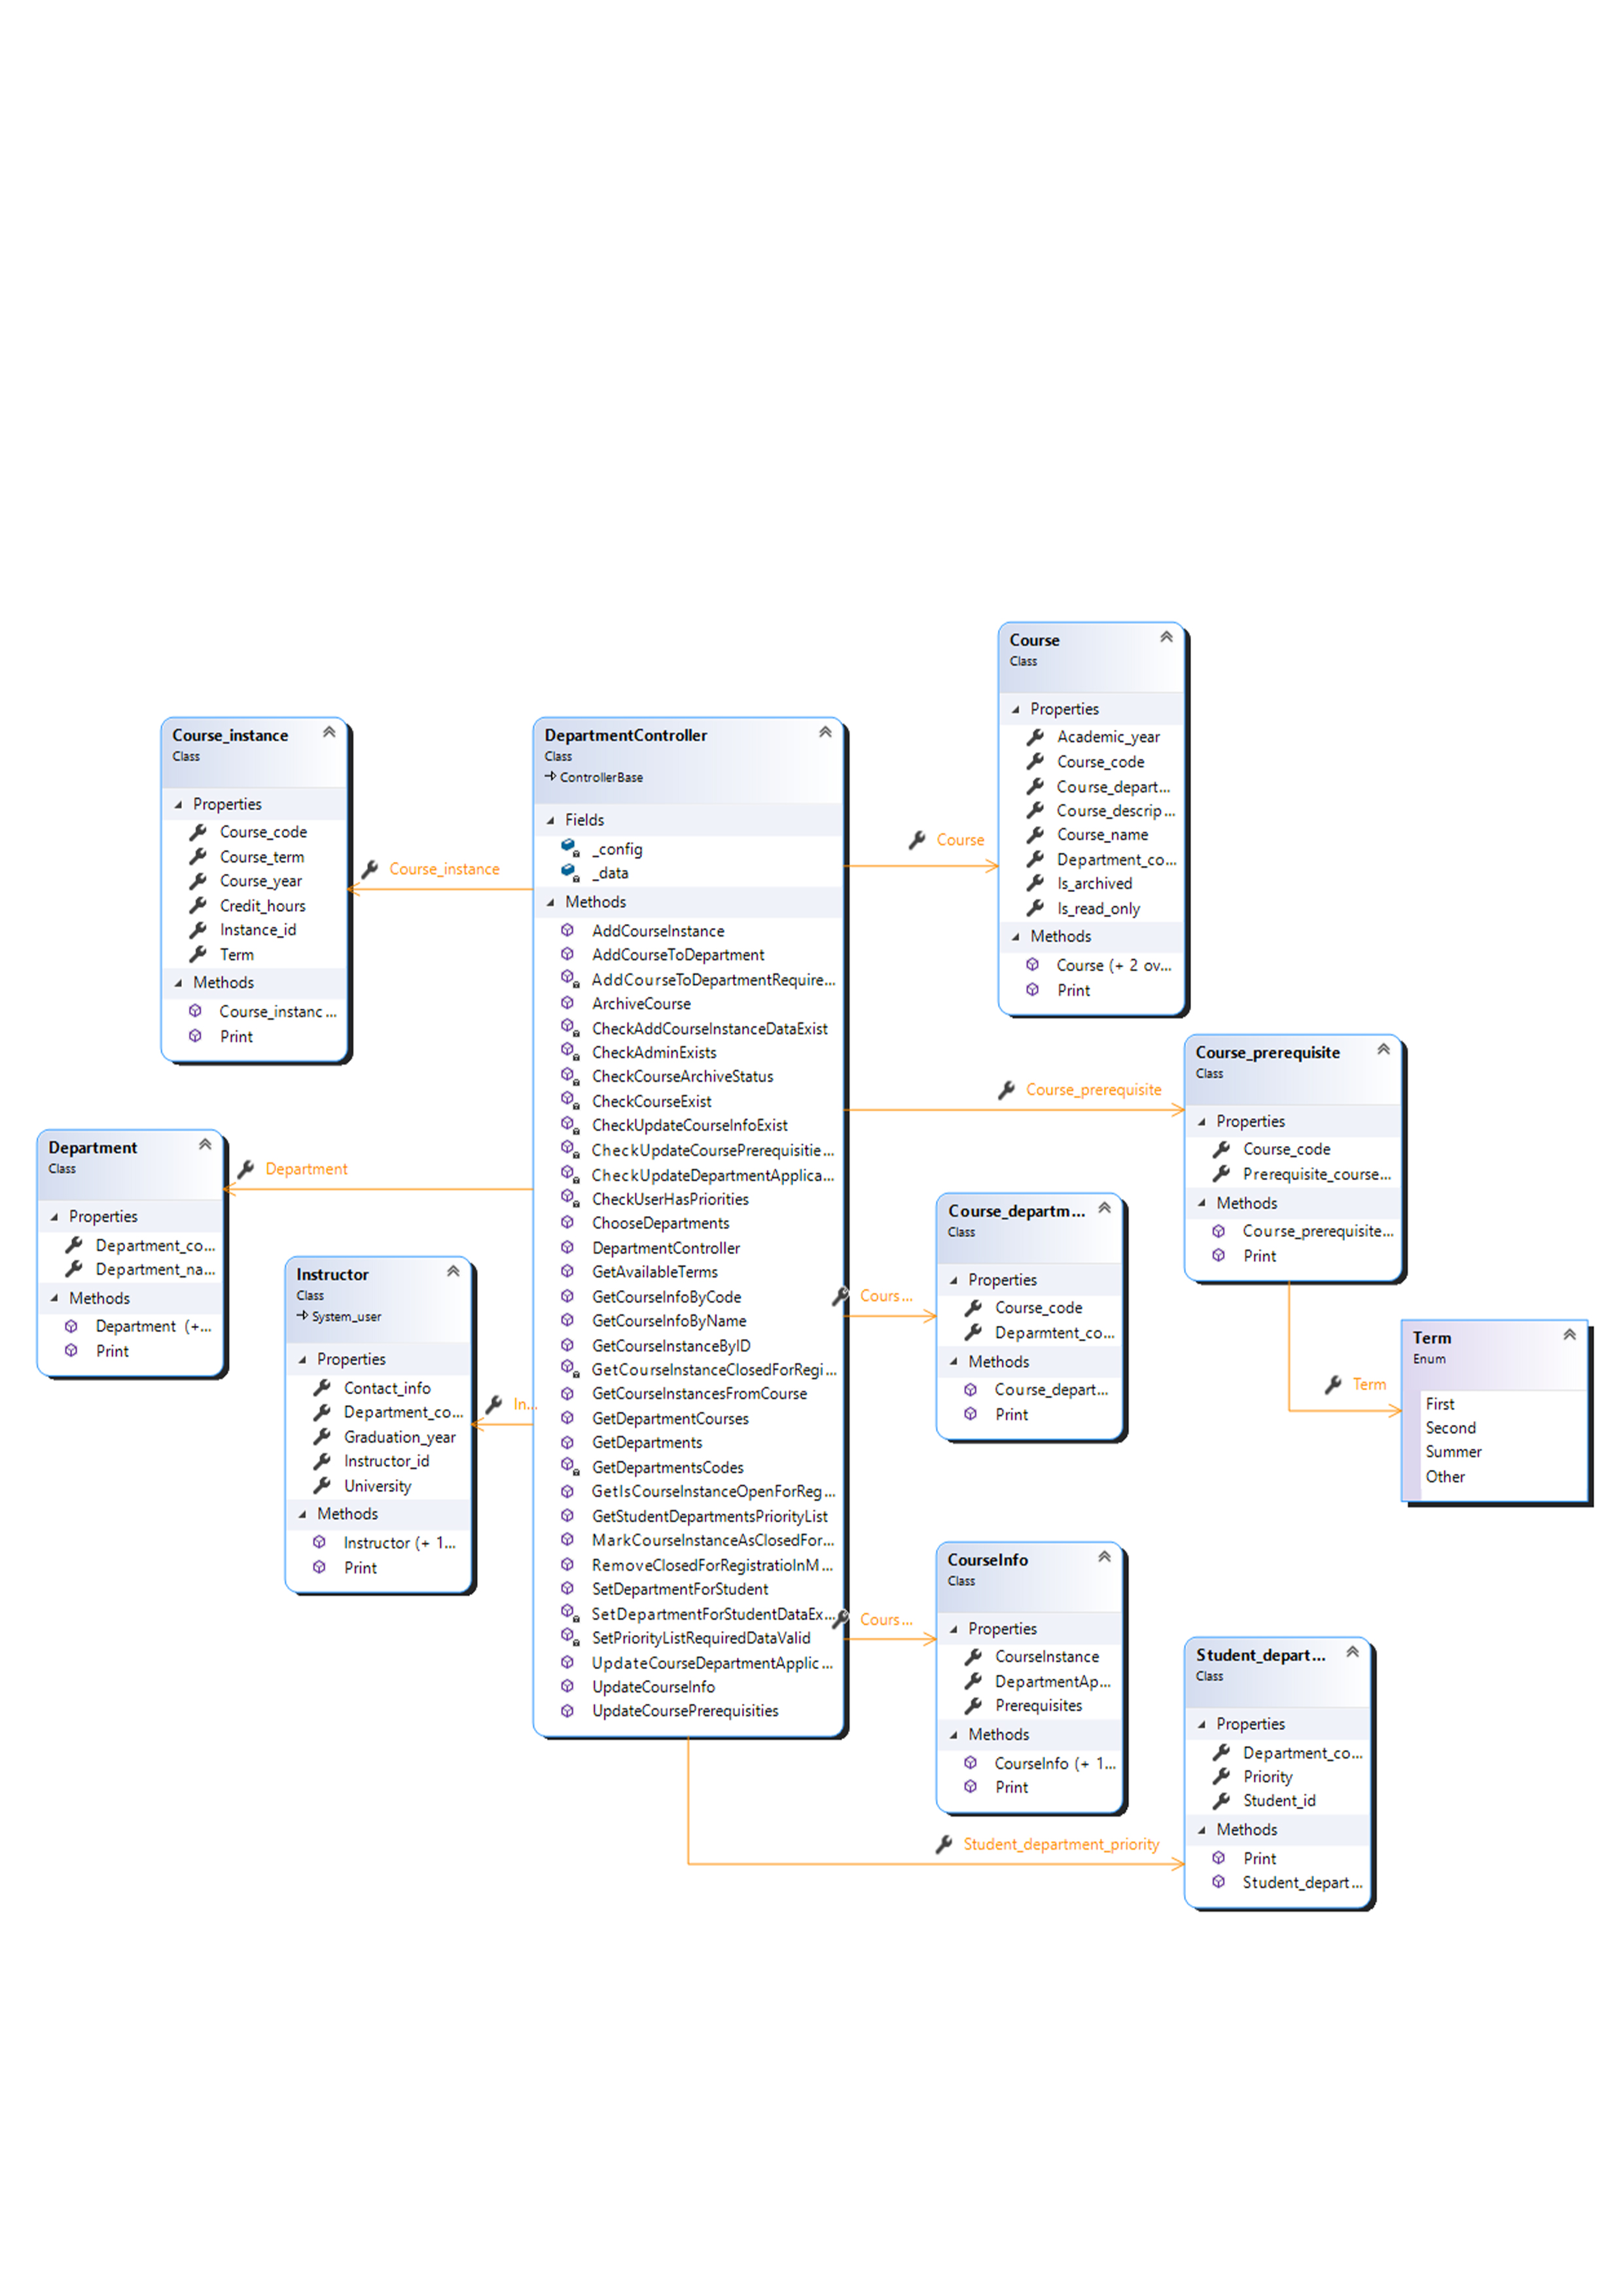 Course
Class
Properties
Academic_year
Course_code
Course_depart...
Course_descrip...
Course_name
Department_co...
Is_archived
Is_read_only
Methods
Course (+ 2 ov...
Print
Course_instance
Class
Properties
Course_code
Course_term
Course_year
Credit_hours
Instance_id
Term
Methods
Course_instanc...
Print
Course_instance
DepartmentController
Class
ControllerBase
Fields
_config
_data
Methods
AddCourseInstance
AddCourseToDepartment
AddCourseToDepartmentRequire...
ArchiveCourse
CheckAddCourseInstanceDataExist
CheckAdminExists
CheckCourseArchiveStatus
CheckCourseExist
CheckUpdateCourseInfoExist
CheckUpdateCoursePrerequisitie...
CheckUpdateDepartmentApplica...
CheckUserHasPriorities
ChooseDepartments
DepartmentController
GetAvailableTerms
GetCourseInfoByCode
GetCourseInfoByName
GetCourseInstanceByID
GetCourseInstanceClosedForRegi...
GetCourseInstancesFromCourse
GetDepartmentCourses
GetDepartments
GetDepartmentsCodes
GetIsCourseInstanceOpenForReg...
GetStudentDepartmentsPriorityList
MarkCourseInstanceAsClosedFor...
RemoveClosedForRegistratioInM...
SetDepartmentForStudent
SetDepartmentForStudentDataEx...
SetPriorityListRequiredDataValid
UpdateCourseDepartmentApplic...
UpdateCourseInfo
UpdateCoursePrerequisities
Course
Course_prerequisite
Course_prerequisite
Class
Properties
Course_code
Prerequisite_course...
Methods
Course_prerequisite...
Print
Department
Class
Properties
Department_co...
Department_na...
Methods
Department (+...
Print
Department
Instructor
Class
System_user
Properties
Contact_info
Department_co...
Graduation_year
Instructor_id
University
Methods
Instructor (+ 1...
Print
In...
Cours...
Course_departm...
Class
Properties
Course_code
Deparmtent_co...
Methods
Course_depart...
Print
Term
Term
Enum
First
Second
Summer
Other
Cours...
CourseInfo
Class
Properties
CourseInstance
DepartmentAp...
Prerequisites
Methods
CourseInfo (+ 1...
Print
Student_department_priority
Student_depart...
Class
Properties
Department_co...
Priority
Student_id
Methods
Print
Student_depart...